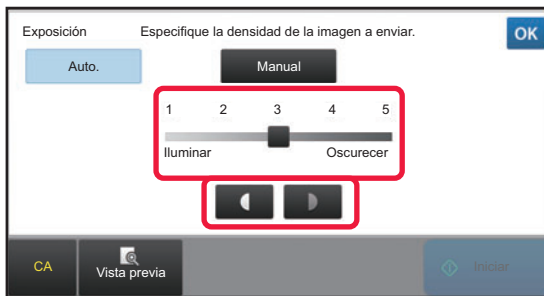 Exposición Especifique la densidad de la imagen a enviar. OK
Auto. Manual
1 2 3 4 5
Iluminar Oscurecer
CA Vista previa Iniciar